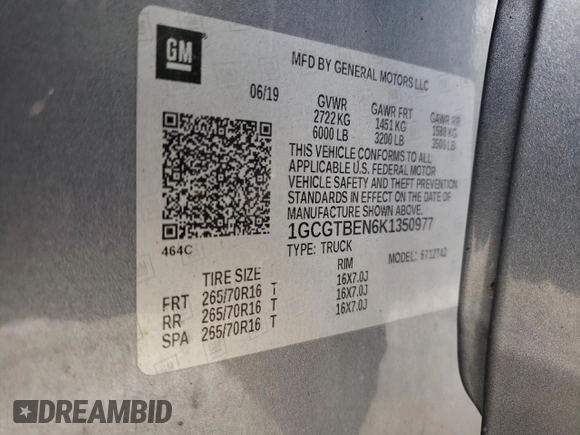 GM
MFD BY GENERAL MOTORS LLC
06/19
GVWR GAWR FRT GAWR RR
2722 KG 1451 KG 1588 KG
6000 LB 3200 LB 3500 LB
THIS VEHICLE CONFORMS TO ALL
APPLICABLE U.S. FEDERAL MOTOR
VEHICLE SAFETY AND THEFT PREVENTION
STANDARDS IN EFFECT ON THE DATE OF
MANUFACTURE SHOWN ABOVE.
1GCGTBEN6K1350977
TYPE: TRUCK MODEL: 6712T43
464C
TIRE SIZE RIM
FRT 265/70R16 T 16X7.0J
RR 265/70R16 T 16X7.0J
SPA 265/70R16 T 16X7.0J
DREAMBID